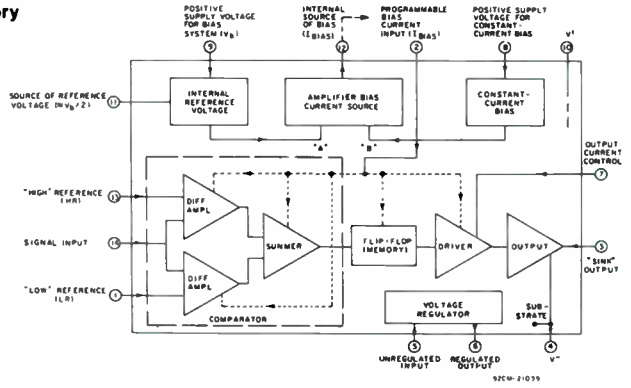 ory
POSITIVE
SUPPLY VOLTAGE
FOR BIAS
SYSTEM (VB)
9
INTERNAL
SOURCE
OF BIAS
(IBIAS)
12
PROGRAMMABLE
BIAS
CURRENT
INPUT (IBIAS)
2
POSITIVE SUPPLY
VOLTAGE FOR
CONSTANT-
CURRENT BIAS
8
V+
10
SOURCE OF REFERENCE
VOLTAGE (≈VB/2)
11
INTERNAL
REFERENCE
VOLTAGE
AMPLIFIER BIAS
CURRENT SOURCE
CONSTANT-
CURRENT
BIAS
"A"
"B"
OUTPUT
CURRENT
CONTROL
7
"HIGH" REFERENCE
(HR)
13
DIFF
AMPL
SIGNAL INPUT
14
SUMMER
FLIP-FLOP
(MEMORY)
DRIVER
OUTPUT
3
"SINK"
OUTPUT
"LOW" REFERENCE
(LR)
1
DIFF
AMPL
COMPARATOR
VOLTAGE
REGULATOR
SUB-
STRATE
5
UNREGULATED
INPUT
6
REGULATED
OUTPUT
4
V-
92CM-21039